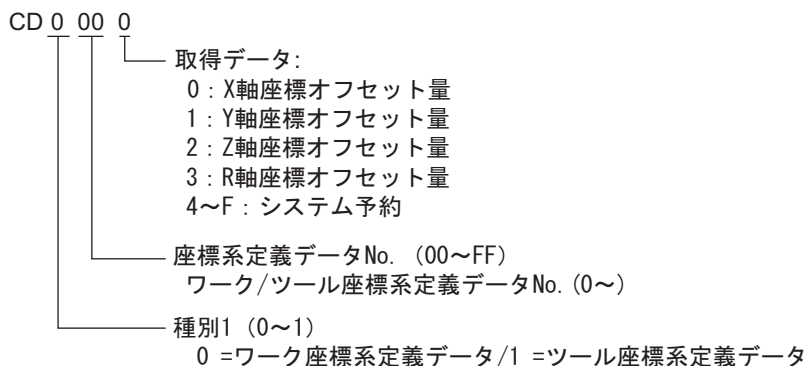 CD 0 00 0
取得データ:
0：X軸座標オフセット量
1：Y軸座標オフセット量
2：Z軸座標オフセット量
3：R軸座標オフセット量
4～F：システム予約
座標系定義データNo. (00～FF)
ワーク/ツール座標系定義データNo.(0～)
種別1 (0～1)
0 =ワーク座標系定義データ/1 =ツール座標系定義データ